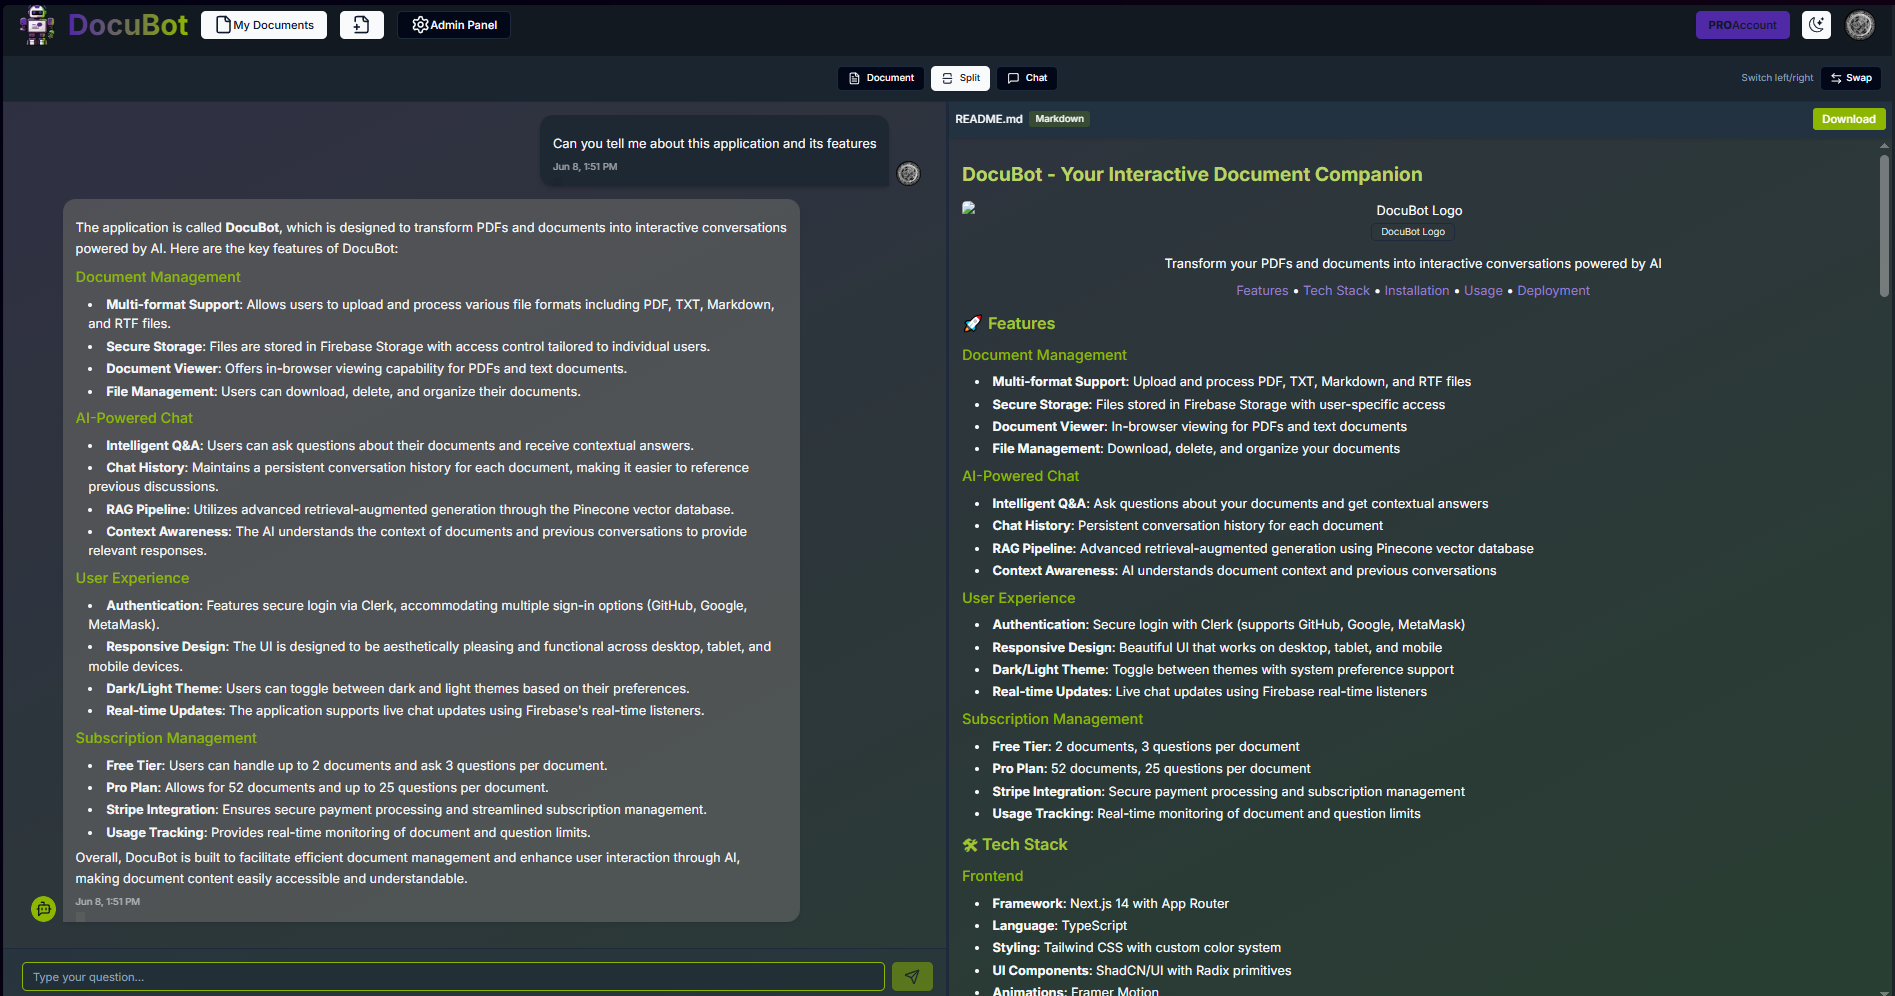 DocuBot
My Documents
Admin Panel
PROAccount
Document
Split
Chat
Switch left/right
Swap
Can you tell me about this application and its features
Jun 8, 1:51 PM
The application is called DocuBot, which is designed to transform PDFs and documents into interactive conversations
powered by AI. Here are the key features of DocuBot:
Document Management
• Multi-format Support: Allows users to upload and process various file formats including PDF, TXT, Markdown,
and RTF files.
• Secure Storage: Files are stored in Firebase Storage with access control tailored to individual users.
• Document Viewer: Offers in-browser viewing capability for PDFs and text documents.
• File Management: Users can download, delete, and organize their documents.
AI-Powered Chat
• Intelligent Q&A: Users can ask questions about their documents and receive contextual answers.
• Chat History: Maintains a persistent conversation history for each document, making it easier to reference
previous discussions.
• RAG Pipeline: Utilizes advanced retrieval-augmented generation through the Pinecone vector database.
• Context Awareness: The AI understands the context of documents and previous conversations to provide
relevant responses.
User Experience
• Authentication: Features secure login via Clerk, accommodating multiple sign-in options (GitHub, Google,
MetaMask).
• Responsive Design: The UI is designed to be aesthetically pleasing and functional across desktop, tablet, and
mobile devices.
• Dark/Light Theme: Users can toggle between dark and light themes based on their preferences.
• Real-time Updates: The application supports live chat updates using Firebase's real-time listeners.
Subscription Management
• Free Tier: Users can handle up to 2 documents and ask 3 questions per document.
• Pro Plan: Allows for 52 documents and up to 25 questions per document.
• Stripe Integration: Ensures secure payment processing and streamlined subscription management.
• Usage Tracking: Provides real-time monitoring of document and question limits.
Overall, DocuBot is built to facilitate efficient document management and enhance user interaction through AI,
making document content easily accessible and understandable.
Jun 8, 1:51 PM
Type your question...
README.md
Markdown
Download
DocuBot - Your Interactive Document Companion
DocuBot Logo
DocuBot Logo
Transform your PDFs and documents into interactive conversations powered by AI
Features • Tech Stack • Installation • Usage • Deployment
🚀 Features
Document Management
• Multi-format Support: Upload and process PDF, TXT, Markdown, and RTF files
• Secure Storage: Files stored in Firebase Storage with user-specific access
• Document Viewer: In-browser viewing for PDFs and text documents
• File Management: Download, delete, and organize your documents
AI-Powered Chat
• Intelligent Q&A: Ask questions about your documents and get contextual answers
• Chat History: Persistent conversation history for each document
• RAG Pipeline: Advanced retrieval-augmented generation using Pinecone vector database
• Context Awareness: AI understands document context and previous conversations
User Experience
• Authentication: Secure login with Clerk (supports GitHub, Google, MetaMask)
• Responsive Design: Beautiful UI that works on desktop, tablet, and mobile
• Dark/Light Theme: Toggle between themes with system preference support
• Real-time Updates: Live chat updates using Firebase real-time listeners
Subscription Management
• Free Tier: 2 documents, 3 questions per document
• Pro Plan: 52 documents, 25 questions per document
• Stripe Integration: Secure payment processing and subscription management
• Usage Tracking: Real-time monitoring of document and question limits
🛠 Tech Stack
Frontend
• Framework: Next.js 14 with App Router
• Language: TypeScript
• Styling: Tailwind CSS with custom color system
• UI Components: ShadCN/UI with Radix primitives
• Animations: Framer Motion